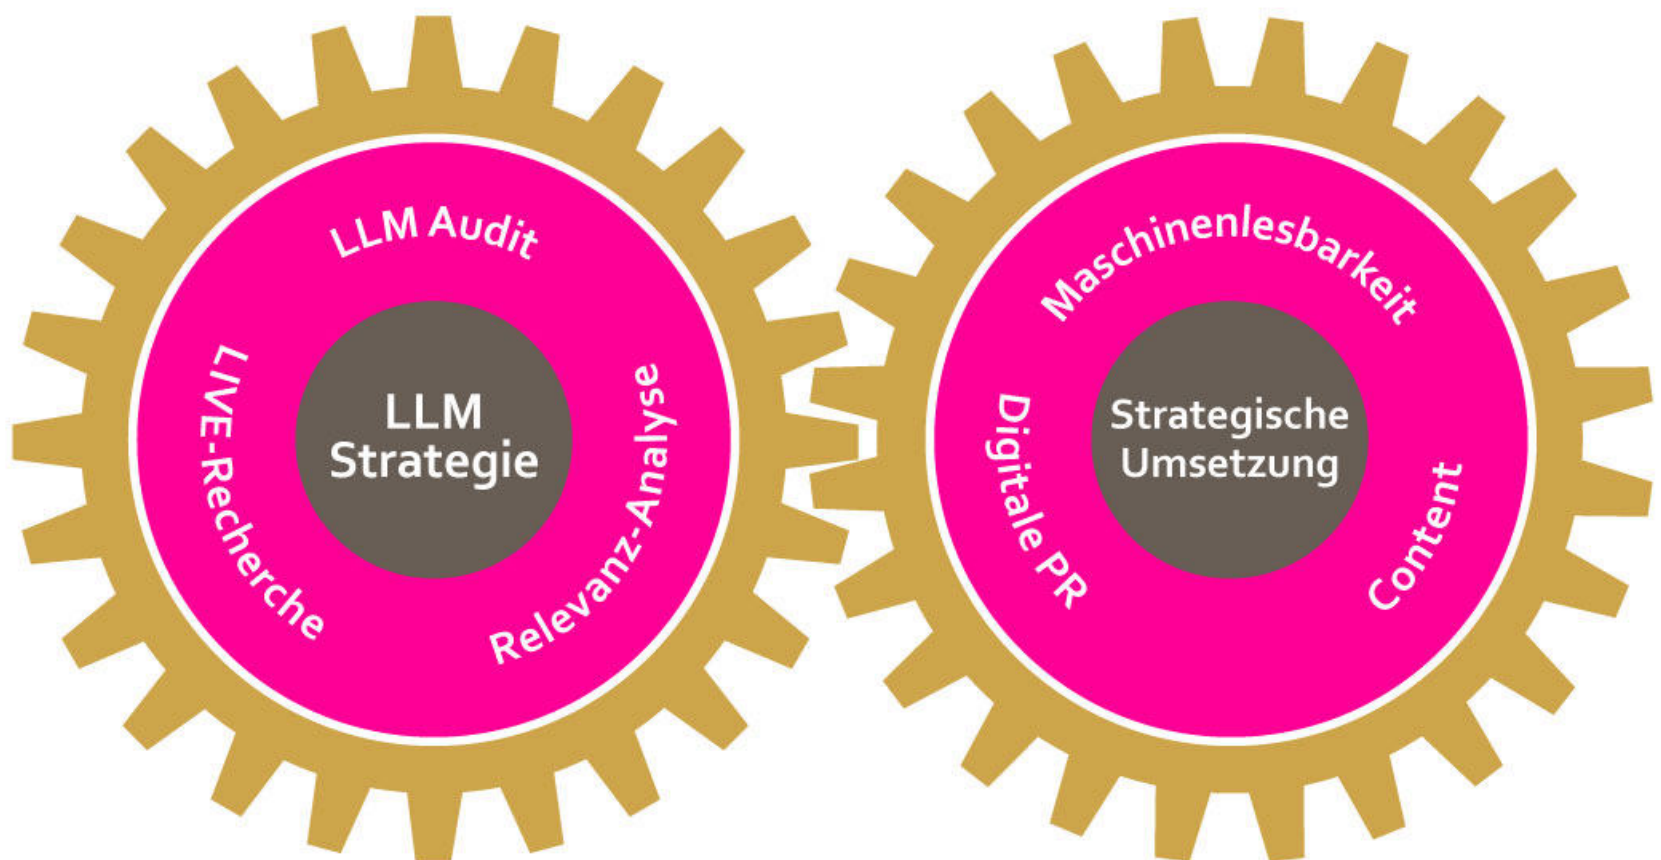 LLM Audit
LIVE-Recherche
Relevanz-Analyse
LLM
Strategie
Maschinenlesbarkeit
Digitale PR
Content
Strategische
Umsetzung